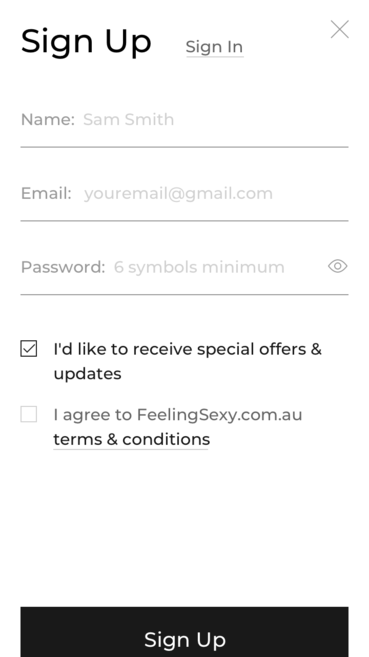 Sign Up
Sign In
Name: Sam Smith
Email: youremail@gmail.com
Password: 6 symbols minimum
I'd like to receive special offers &
updates
I agree to FeelingSexy.com.au
terms & conditions
Sign Up